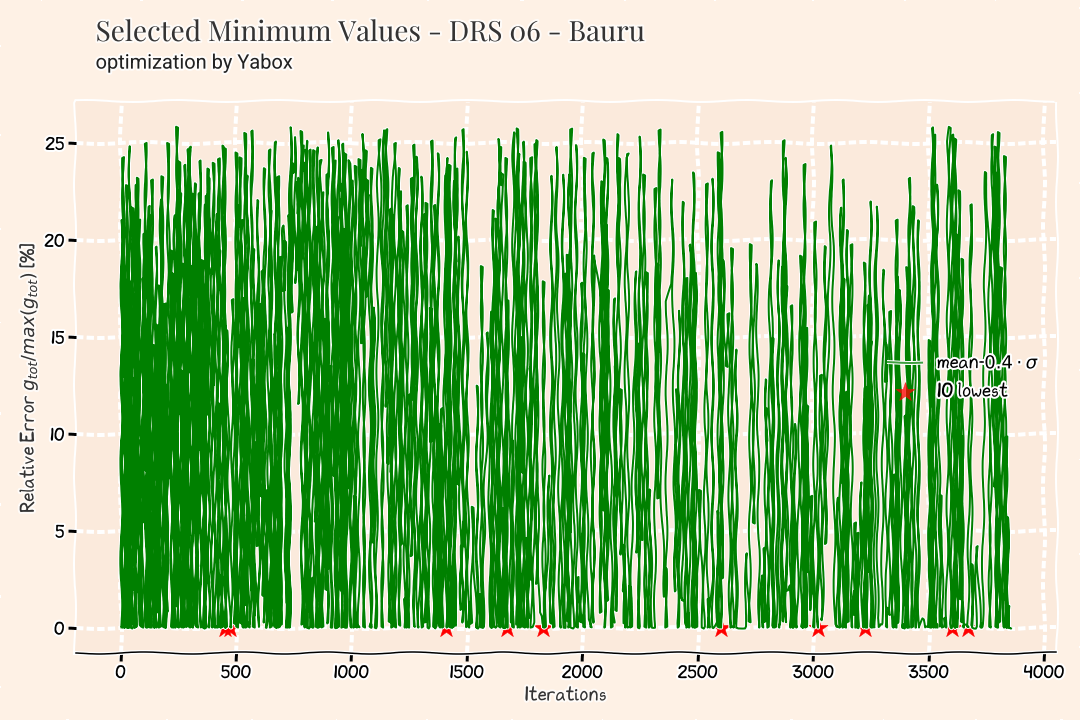 Selected Minimum Values - DRS 06 - Bauru
optimization by Yabox
Relative Error g_tot/max(g_tot) [%]
25
20
15
10
5
0
mean-0.4 · σ
10 lowest
0 500 1000 1500 2000 2500 3000 3500 4000
Iterations